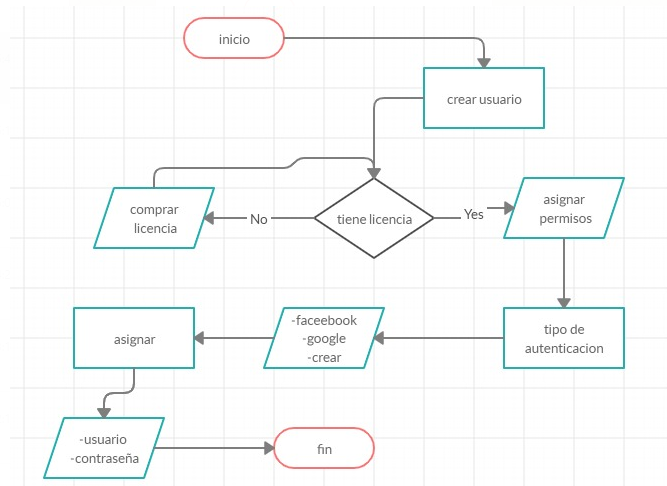 inicio
crear usuario
comprar
licencia
No
tiene licencia
Yes
asignar
permisos
asignar
-faceebook
-google
-crear
tipo de
autenticacion
-usuario
-contraseña
fin